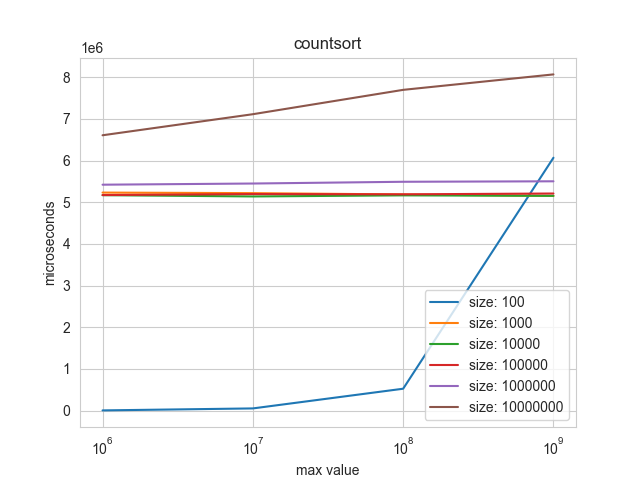 countsort
1e6
8
7
6
5
4
3
2
1
0
microseconds
10^6 10^7 10^8 10^9
max value
size: 100
size: 1000
size: 10000
size: 100000
size: 1000000
size: 10000000